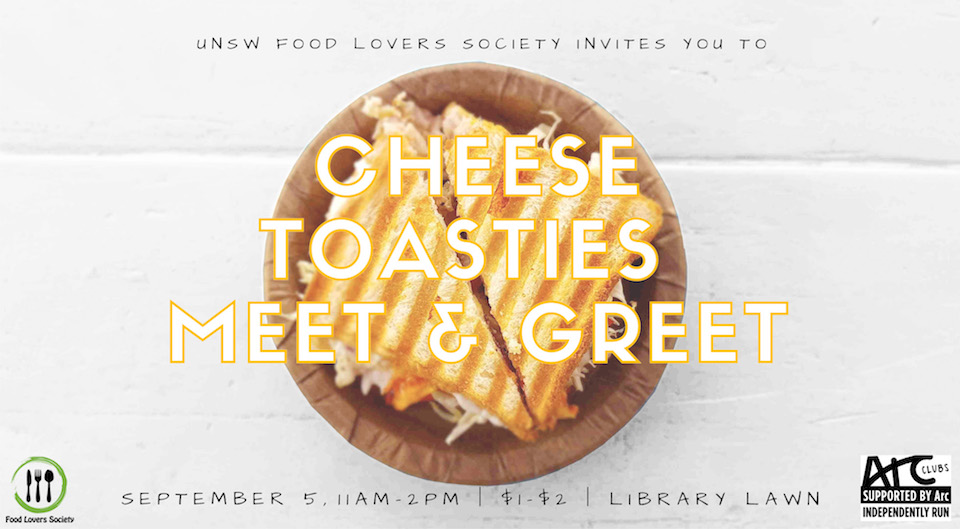 UNSW FOOD LOVERS SOCIETY INVITES YOU TO
CHEESE
TOASTIES
MEET & GREET
SEPTEMBER 5, 11AM-2PM | $1-$2 | LIBRARY LAWN
Food Lovers Society
Arc CLUBS
SUPPORTED BY Arc
INDEPENDENTLY RUN